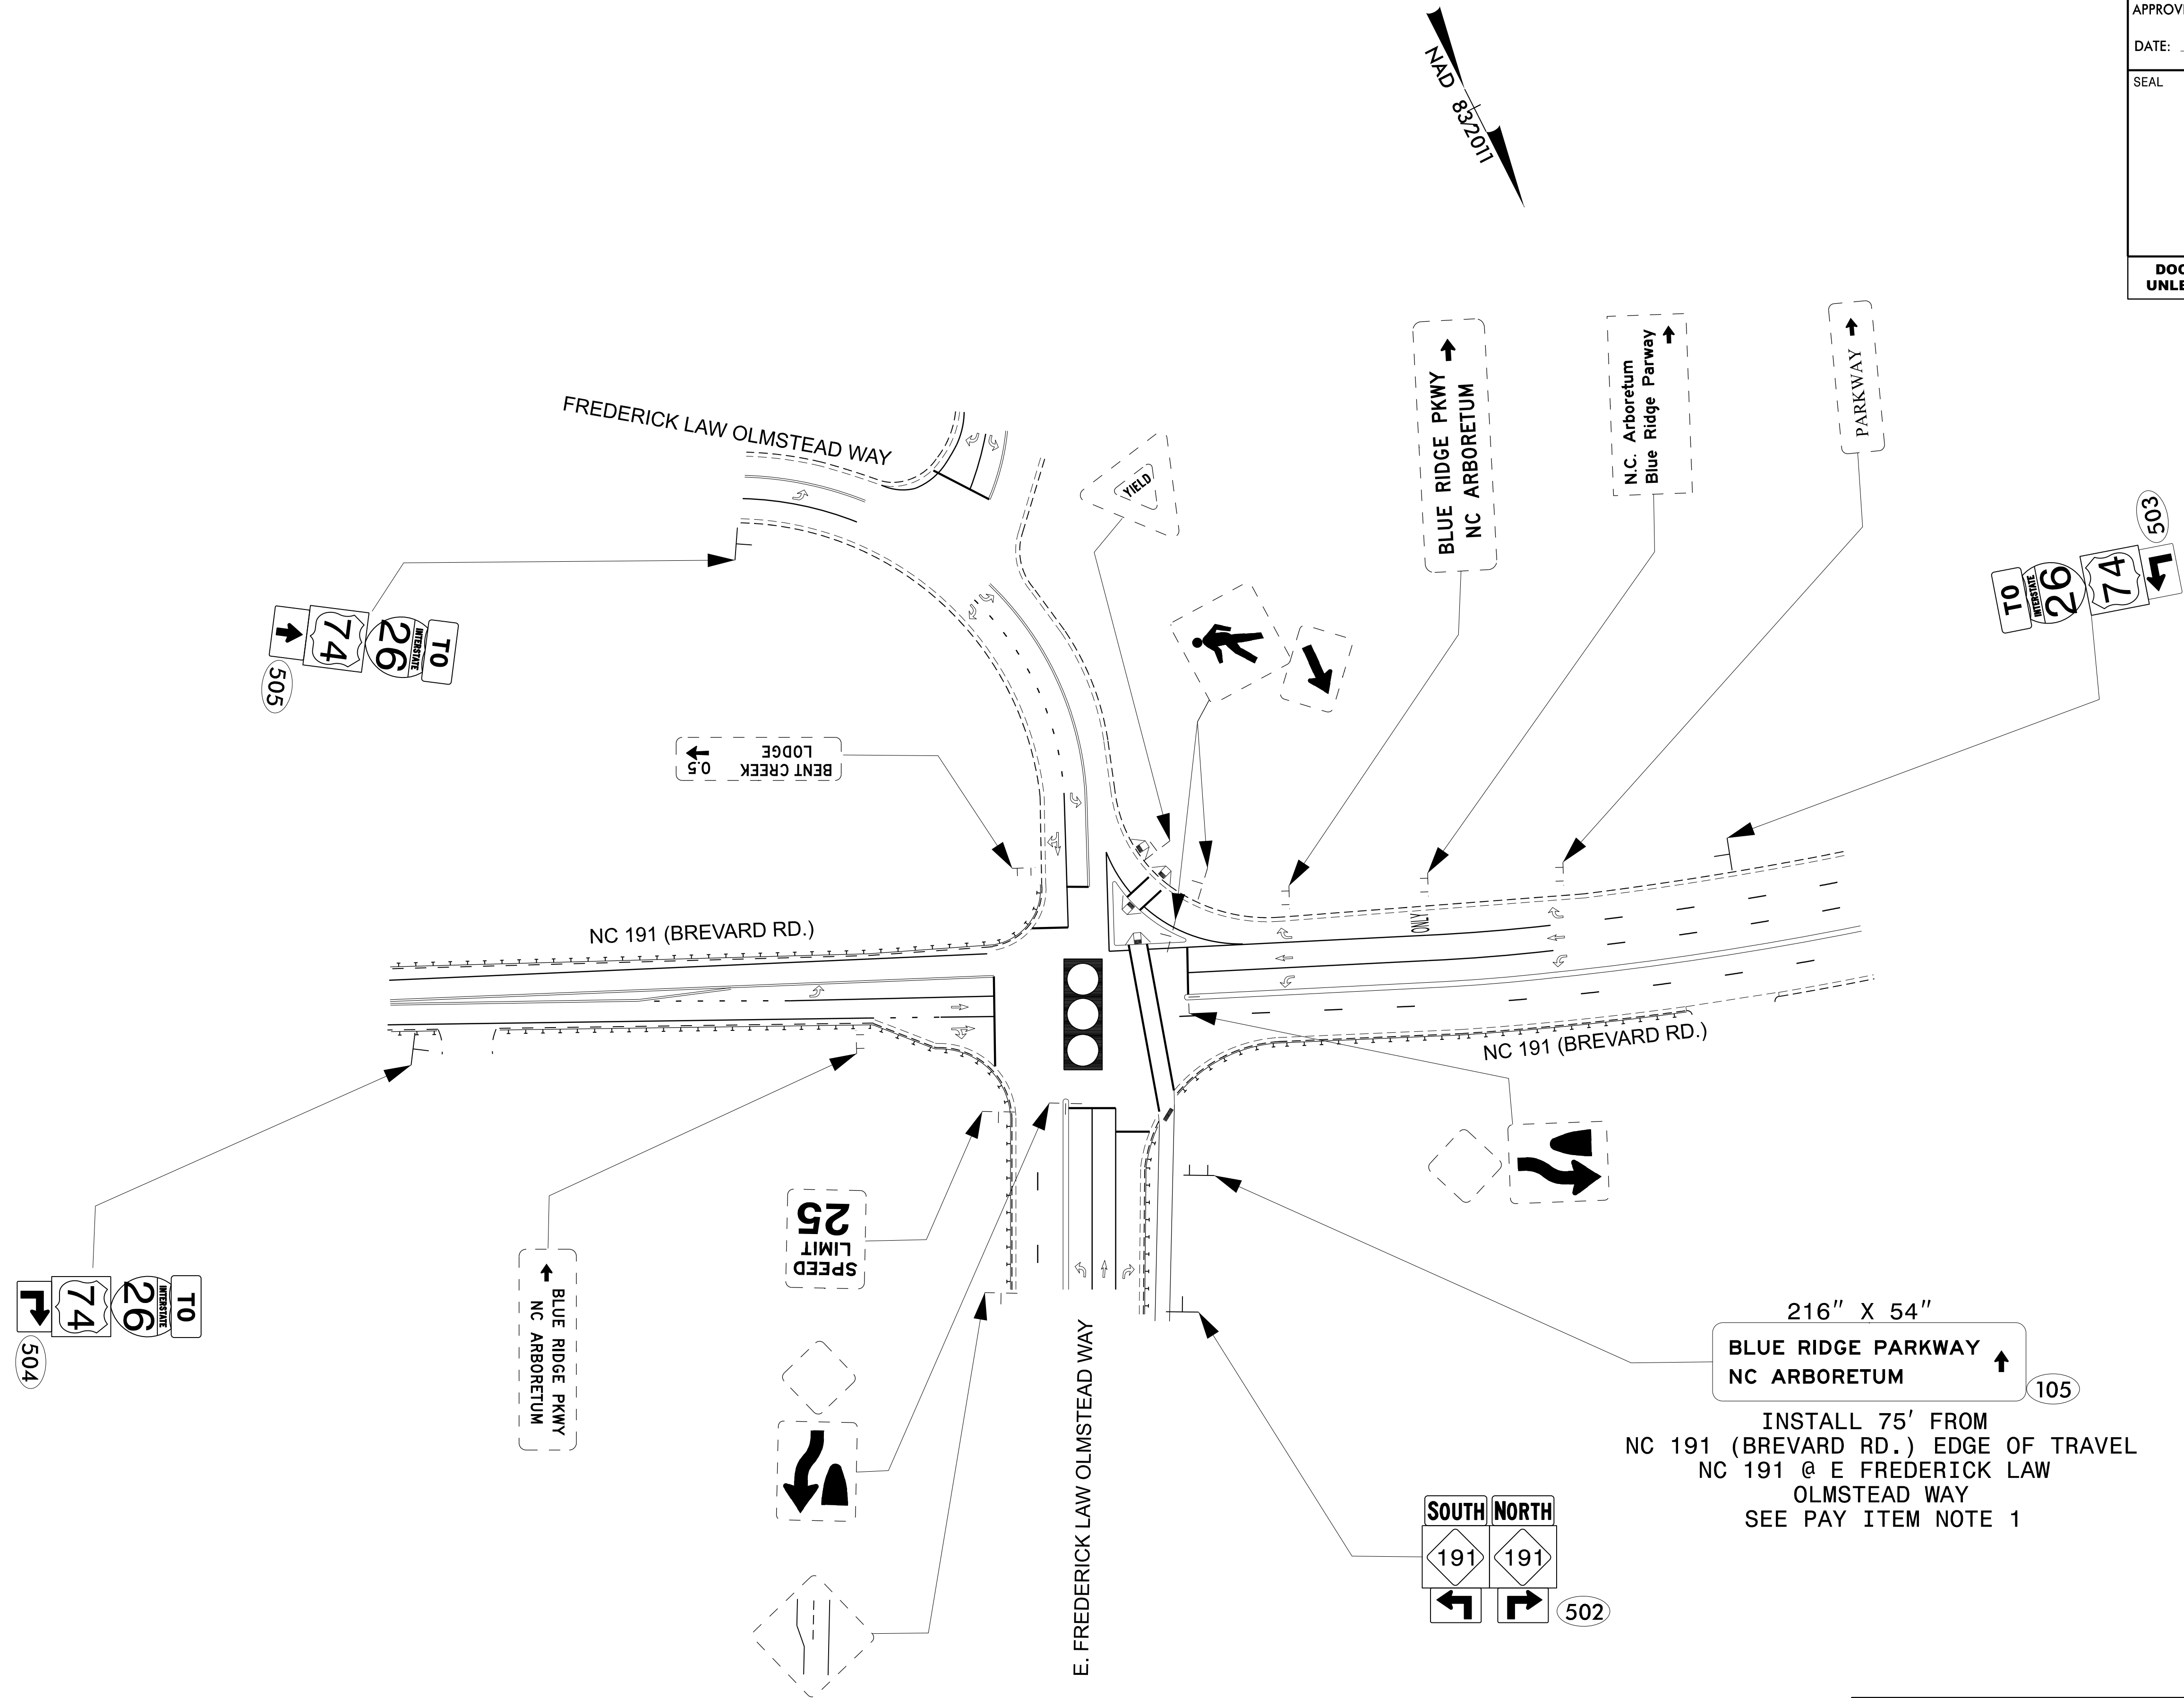 APPROV
DATE:
SEAL
DOC
UNLE
NAD 83/2011
FREDERICK LAW OLMSTEAD WAY
YIELD
BLUE RIDGE PKWY
NC ARBORETUM
N.C. Arboretum
Blue Ridge Parway
PARKWAY
503
TO
INTERSTATE
26
74
TO
INTERSTATE
26
74
505
BENT CREEK
LODGE
0.5
NC 191 (BREVARD RD.)
ONLY
NC 191 (BREVARD RD.)
SPEED
LIMIT
25
TO
INTERSTATE
26
74
504
BLUE RIDGE PKWY
NC ARBORETUM
E. FREDERICK LAW OLMSTEAD WAY
216" X 54"
BLUE RIDGE PARKWAY
NC ARBORETUM
105
INSTALL 75' FROM
NC 191 (BREVARD RD.) EDGE OF TRAVEL
NC 191 @ E FREDERICK LAW
OLMSTEAD WAY
SEE PAY ITEM NOTE 1
SOUTH NORTH
191 191
502